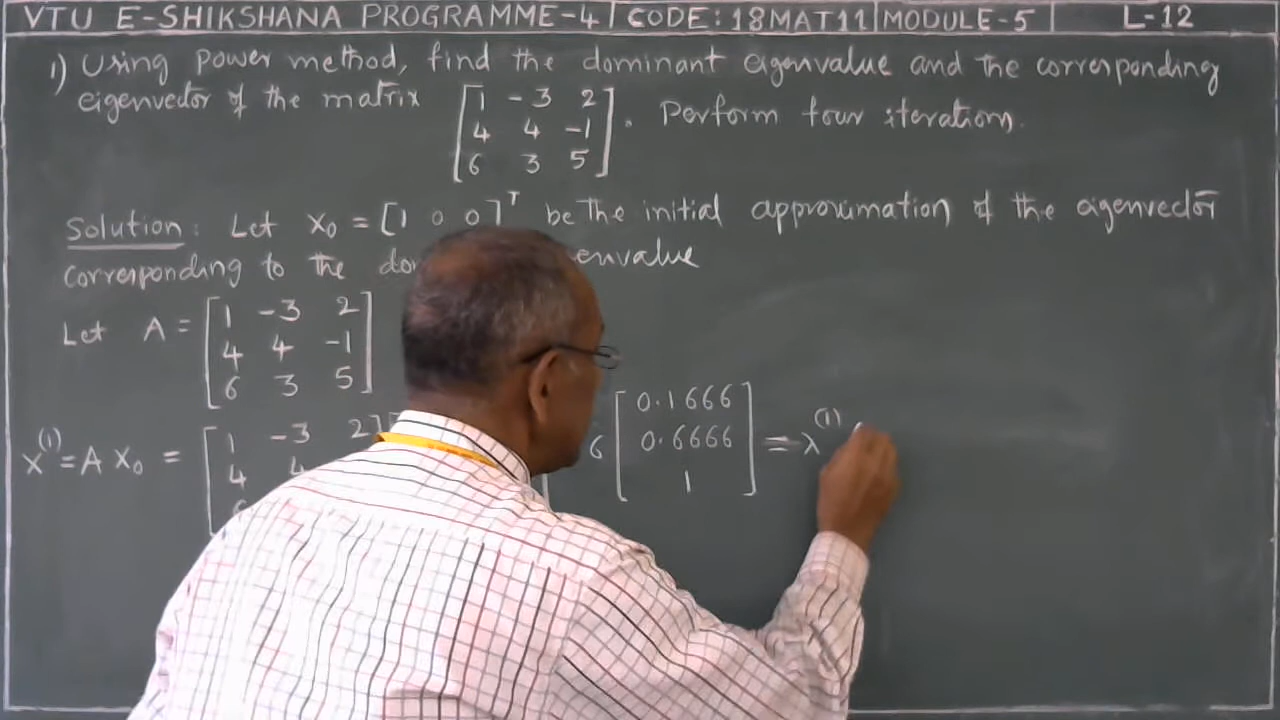 VTU E-SHIKSHANA PROGRAMME-4 | CODE: 18MAT11 | MODULE-5 | L-12
1) Using power method, find the dominant eigenvalue and the corresponding
eigenvector of the matrix [1 -3 2
4 4 -1
6 3 5]. Perform four iterations.
Solution: Let X₀ = [1 0 0]ᵀ be the initial approximation of the eigenvector
corresponding to the
Let A = [1 -3 2
4 4 -1
6 3 5]
X⁽¹⁾ = A X₀ = [1 -3 2]
4 4
6 [0.1666
0.6666
1] = λ⁽¹⁾